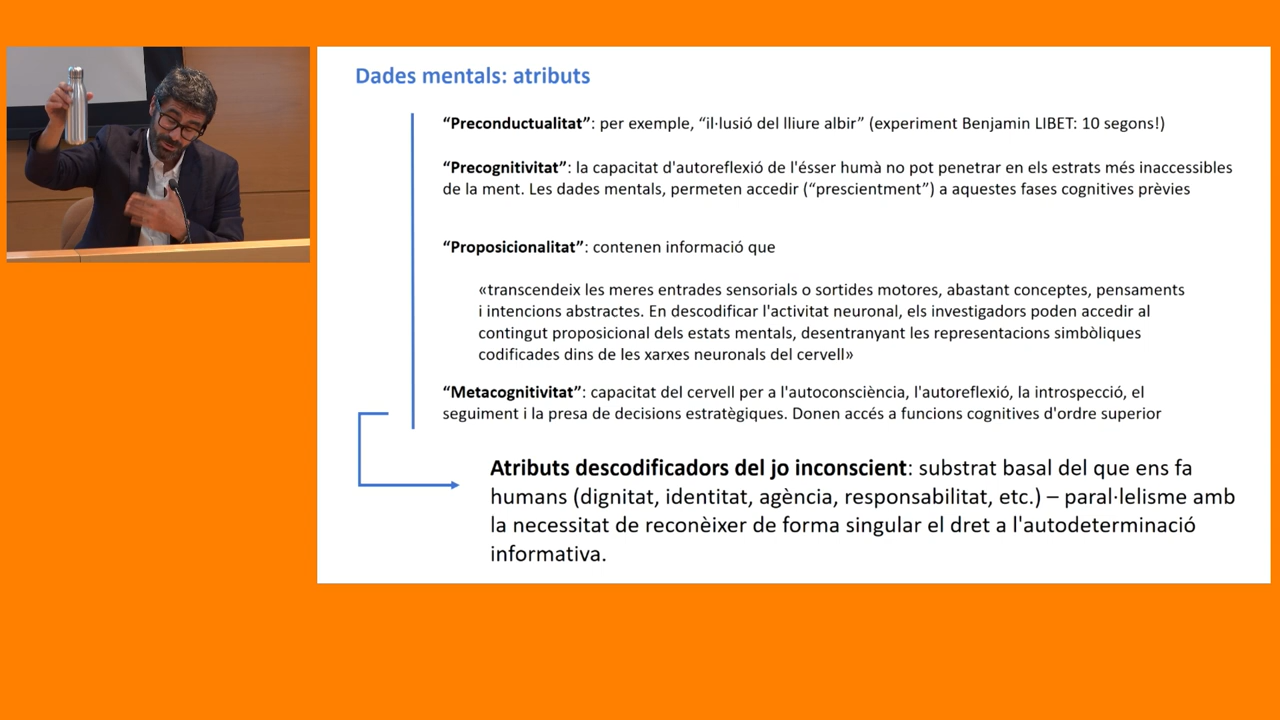 Dades mentals: atributs
“Preconductualitat”: per exemple, “il·lusió del lliure albir” (experiment Benjamin LIBET: 10 segons!)
“Precognitivitat”: la capacitat d'autoreflexió de l'ésser humà no pot penetrar en els estrats més inaccessibles
de la ment. Les dades mentals, permeten accedir (“prescientment”) a aquestes fases cognitives prèvies
“Proposicionalitat”: contenen informació que
«transcendeix les meres entrades sensorials o sortides motores, abastant conceptes, pensaments
i intencions abstractes. En descodificar l'activitat neuronal, els investigadors poden accedir al
contingut proposicional dels estats mentals, desentranyant les representacions simbòliques
codificades dins de les xarxes neuronals del cervell»
“Metacognitivitat”: capacitat del cervell per a l'autoconsciència, l'autoreflexió, la introspecció, el
seguiment i la presa de decisions estratègiques. Donen accés a funcions cognitives d'ordre superior
Atributs descodificadors del jo inconscient: substrat basal del que ens fa
humans (dignitat, identitat, agència, responsabilitat, etc.) – paral·lelisme amb
la necessitat de reconèixer de forma singular el dret a l'autodeterminació
informativa.